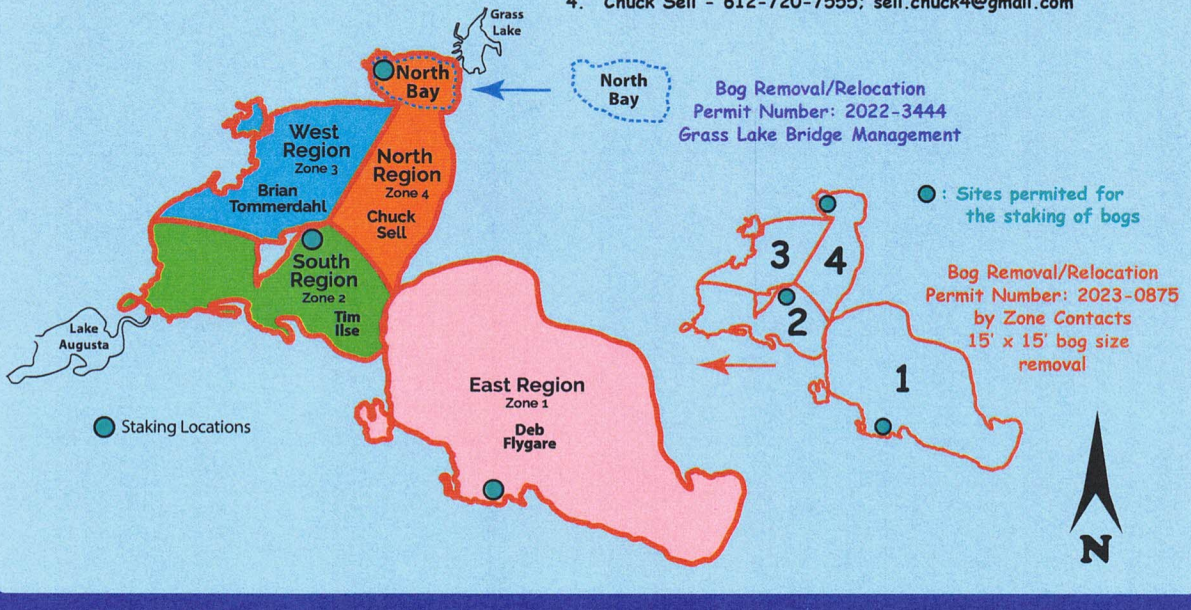 4. Chuck Sell - 612-720-7555; sell.chuck4@gmail.com
Grass
Lake
North
Bay
North
Bay
Bog Removal/Relocation
Permit Number: 2022-3444
Grass Lake Bridge Management
West
Region
Zone 3
Brian
Tommerdahl
North
Region
Zone 4
Chuck
Sell
: Sites permited for
the staking of bogs
South
Region
Zone 2
Tim
Ilse
3
4
2
1
Bog Removal/Relocation
Permit Number: 2023-0875
by Zone Contacts
15' x 15' bog size
removal
Lake
Augusta
East Region
Zone 1
Deb
Flygare
Staking Locations
N